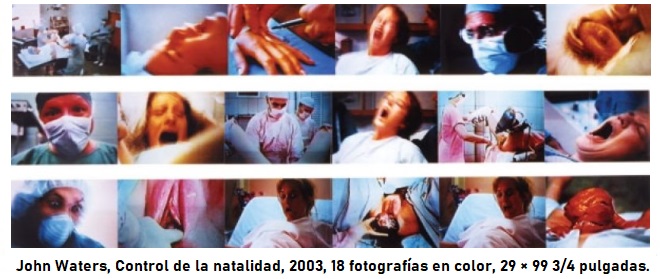 John Waters, Control de la natalidad, 2003, 18 fotografías en color, 29 × 99 3/4 pulgadas.